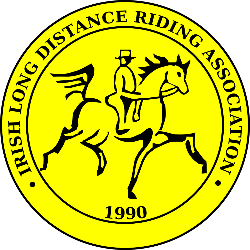 • IRISH LONG DISTANCE RIDING ASSOCIATION •
1990